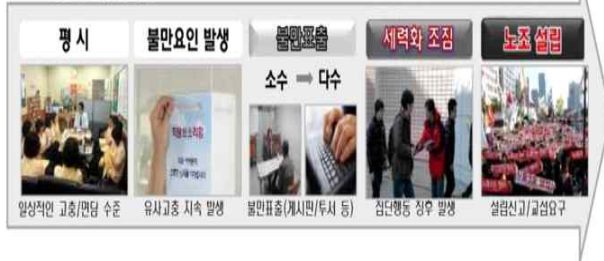 평 시
불만요인 발생
불만표출
세력화 조짐
노조 설립
소수 ➡ 다수
일상적인 고충/면담 수준
유사고충 지속 발생
불만표출(게시판/투서 등)
집단행동 징후 발생
설립신고/교섭요구